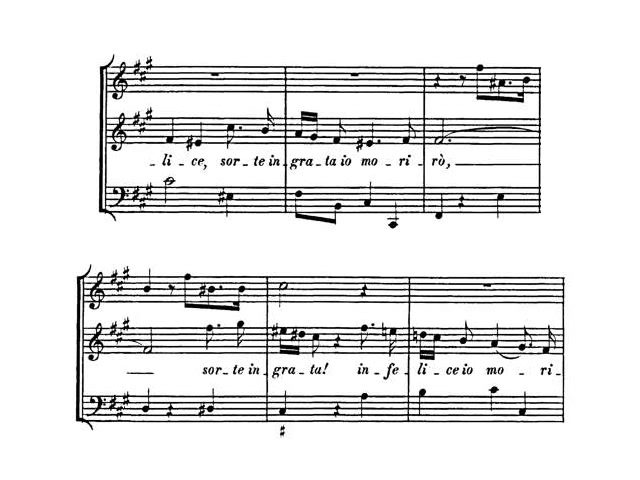 _ li _ ce, sor _ te in _ gra _ ta io mo _ ri _ rò, ___
___ sor _ te in _ gra _ ta! in _ fe _ li _ ce io mo _ ri _